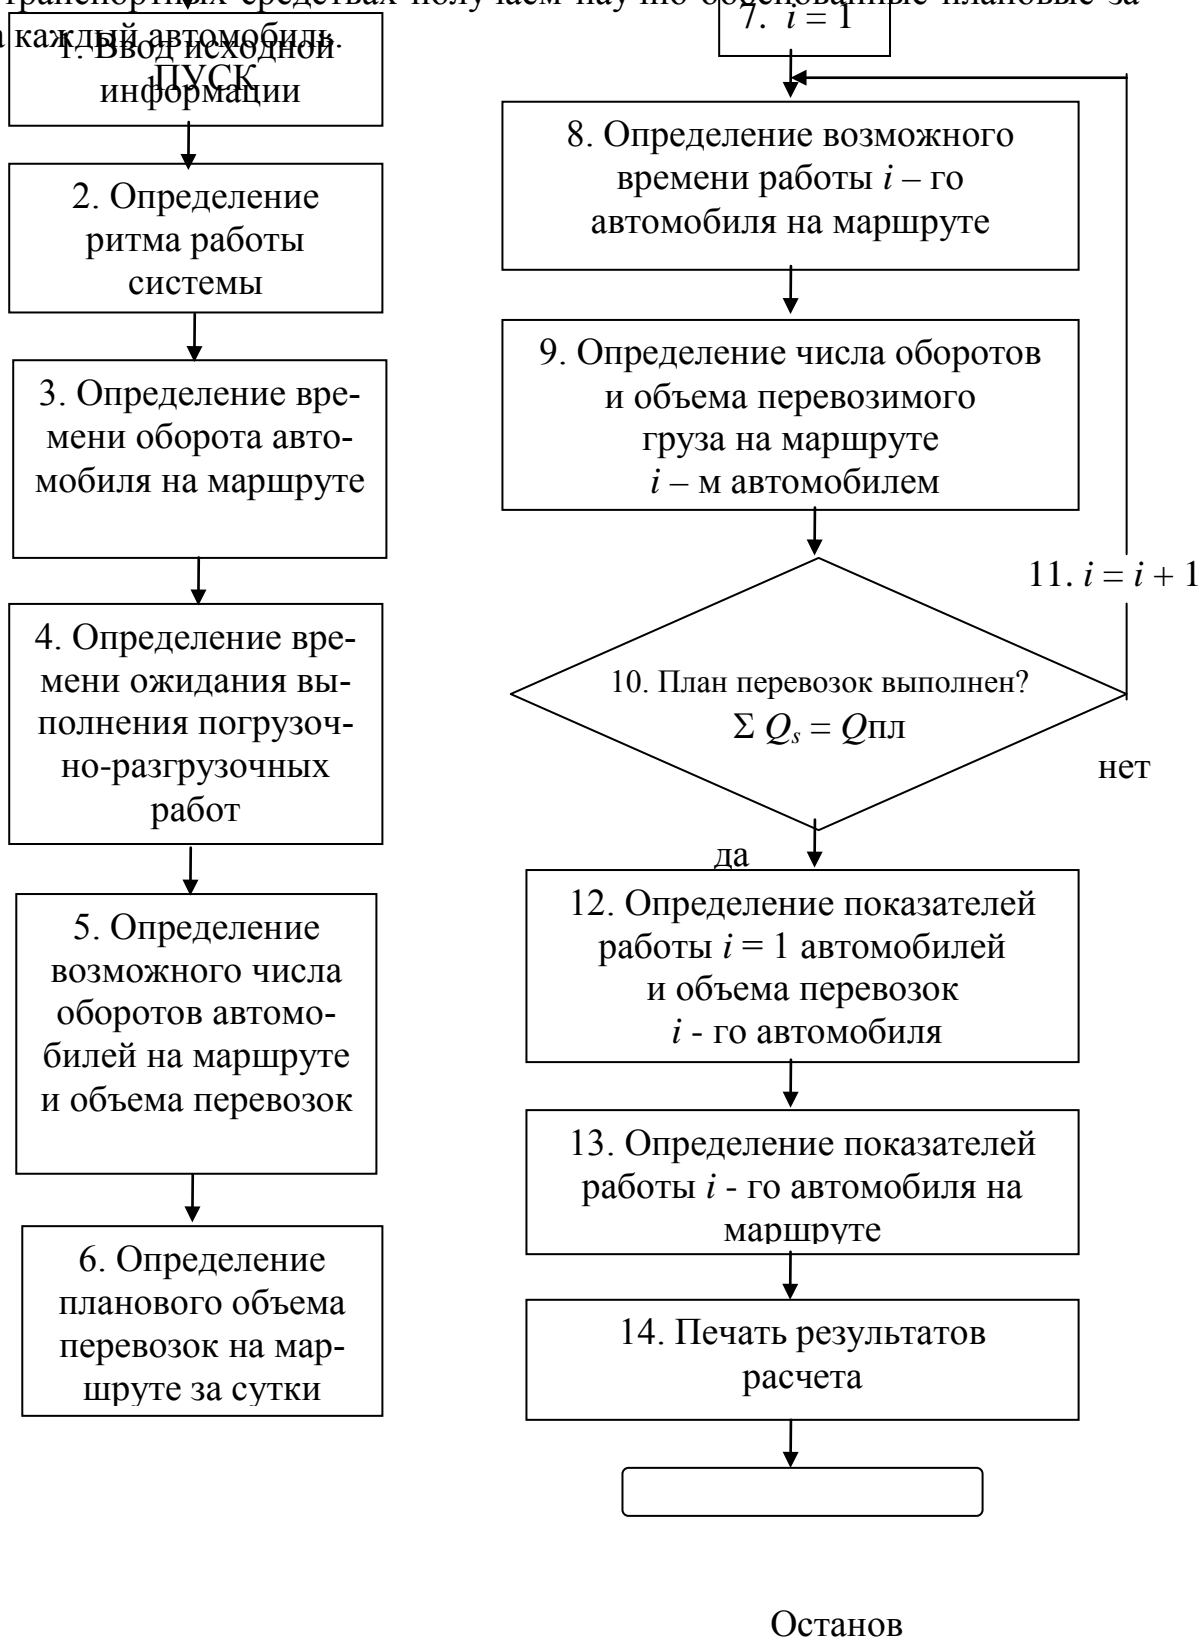 транспортных средствах получаем научно обоснованные плановые за
каждый автомобиль.
1. Ввод исходной
ПУСК
информации
2. Определение
ритма работы
системы
3. Определение вре-
мени оборота авто-
мобиля на маршруте
4. Определение вре-
мени ожидания вы-
полнения погрузоч-
но-разгрузочных
работ
5. Определение
возможного числа
оборотов автомо-
билей на маршруте
и объема перевозок
6. Определение
планового объема
перевозок на мар-
шруте за сутки
7. i = 1
8. Определение возможного
времени работы i – го
автомобиля на маршруте
9. Определение числа оборотов
и объема перевозимого
груза на маршруте
i – м автомобилем
11. i = i + 1
10. План перевозок выполнен?
Σ Qs = Qпл
нет
да
12. Определение показателей
работы i = 1 автомобилей
и объема перевозок
i - го автомобиля
13. Определение показателей
работы i - го автомобиля на
маршруте
14. Печать результатов
расчета
Останов